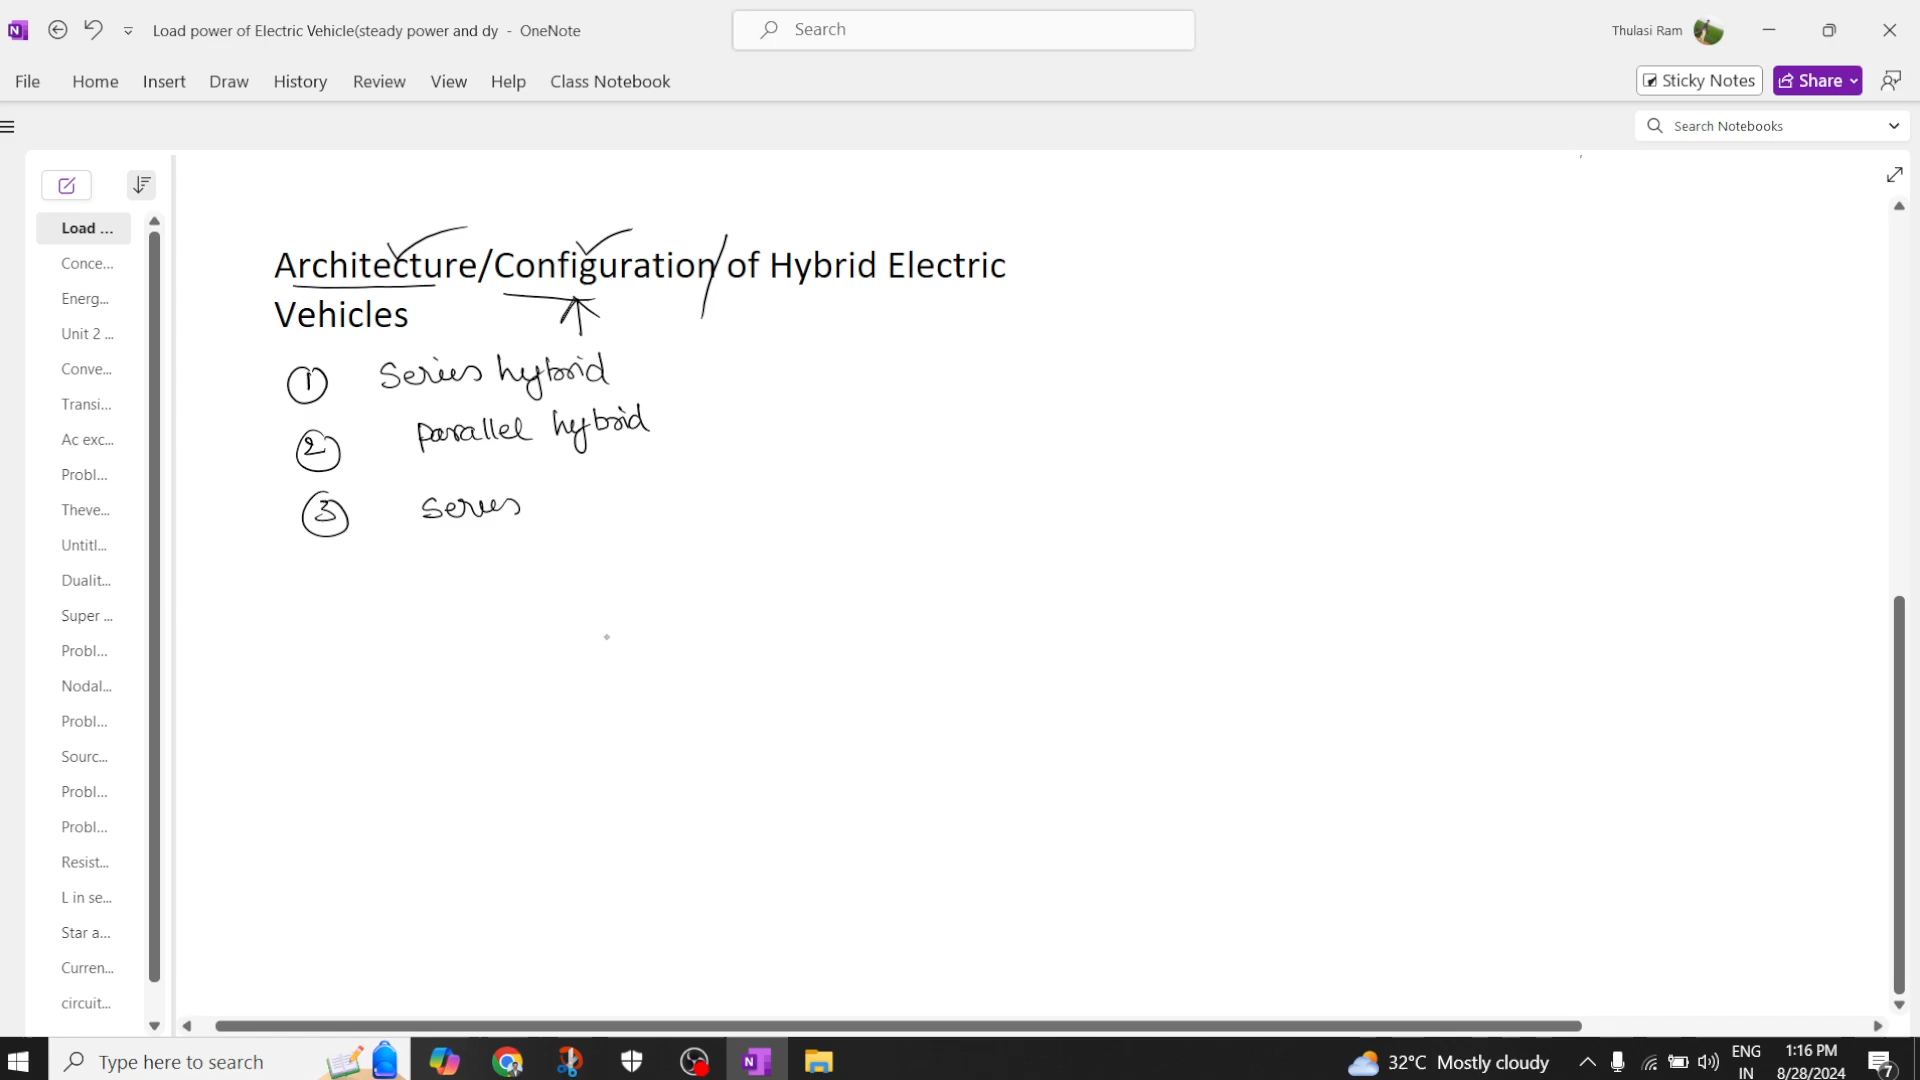 Load power of Electric Vehicle(steady power and dy - OneNote
Search
Thulasi Ram
File Home Insert Draw History Review View Help Class Notebook
Sticky Notes
Share
Search Notebooks
Load ...
Conce...
Energ...
Unit 2 ...
Conve...
Transi...
Ac exc...
Probl...
Theve...
Untitl...
Dualit...
Super ...
Probl...
Nodal...
Probl...
Sourc...
Probl...
Probl...
Resist...
L in se...
Star a...
Curren...
circuit...
Architecture/Configuration of Hybrid Electric
Vehicles
① Series hybrid
② parallel hybrid
③ Series
Type here to search
32°C Mostly cloudy
ENG
IN
1:16 PM
8/28/2024
7